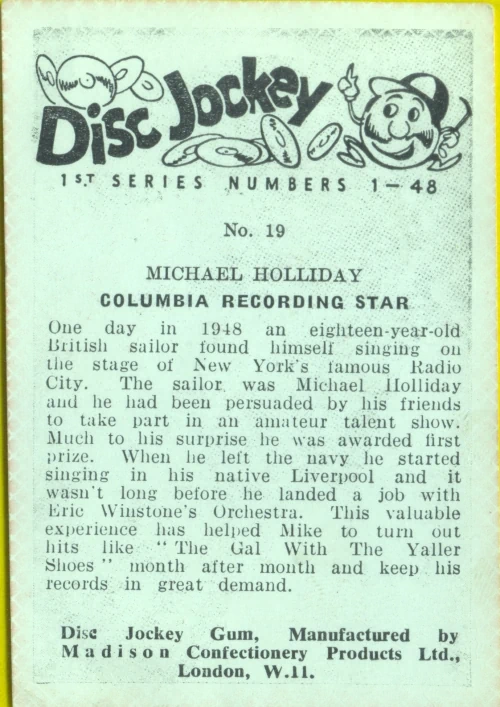 Disc Jockey
1ST. SERIES NUMBERS 1-48
No. 19
MICHAEL HOLLIDAY
COLUMBIA RECORDING STAR
One day in 1948 an eighteen-year-old
British sailor found himself singing on
the stage of New York's famous Radio
City. The sailor was Michael Holliday
and he had been persuaded by his friends
to take part in an amateur talent show.
Much to his surprise he was awarded first
prize. When he left the navy he started
singing in his native Liverpool and it
wasn't long before he landed a job with
Eric Winstone's Orchestra. This valuable
experience has helped Mike to turn out
hits like "The Gal With The Yaller
Shoes" month after month and keep his
records in great demand.
Disc Jockey Gum, Manufactured by
Madison Confectionery Products Ltd.,
London, W.11.